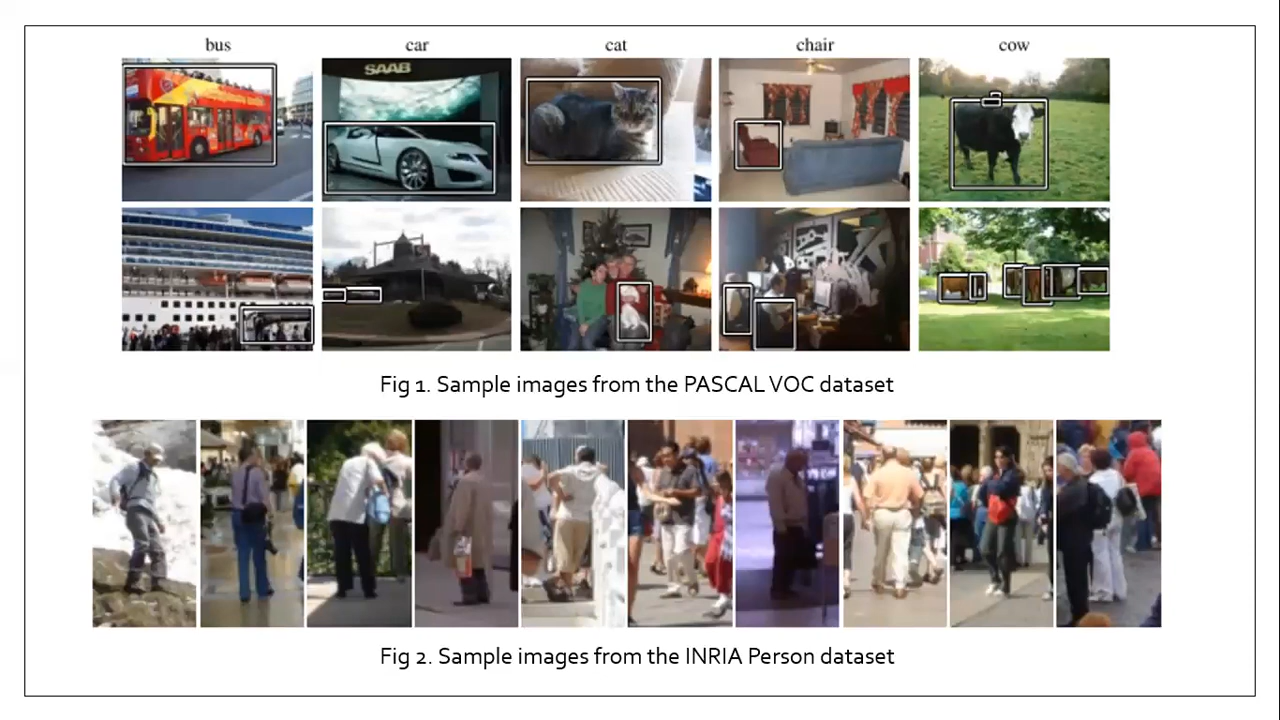 bus car cat chair cow
SAAB
Fig 1. Sample images from the PASCAL VOC dataset
Fig 2. Sample images from the INRIA Person dataset